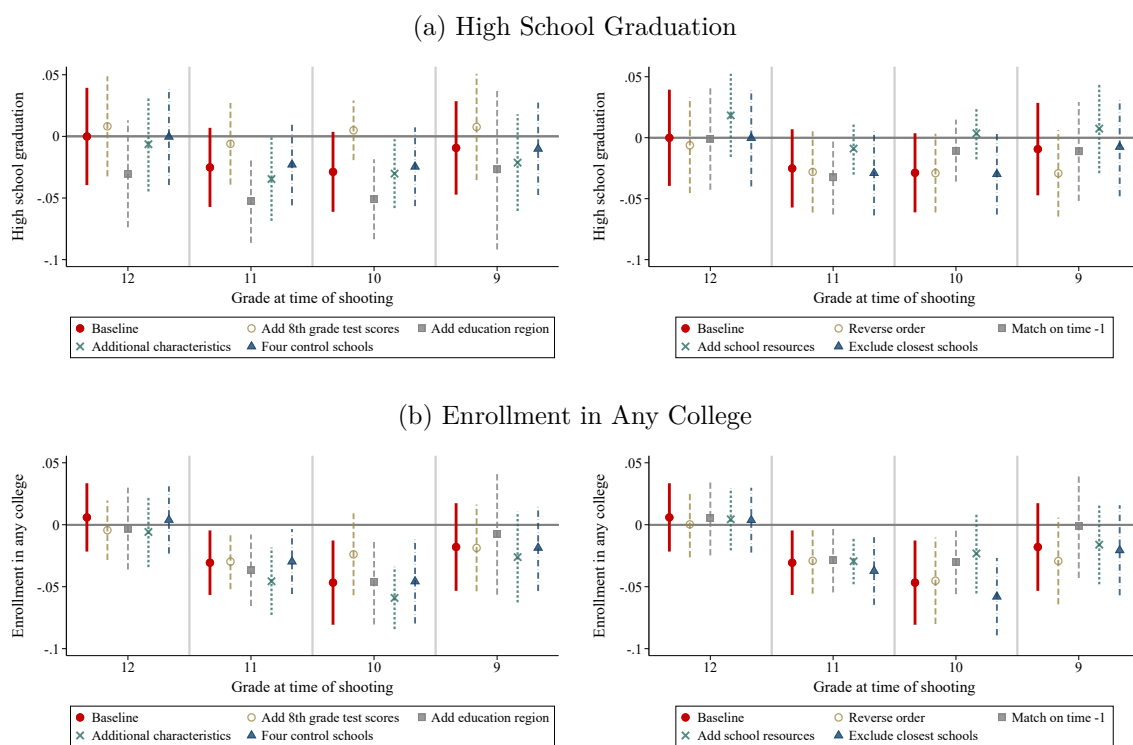 (a) High School Graduation
High school graduation
.05
0
-.05
-.1
12 11 10 9
Grade at time of shooting
Baseline Add 8th grade test scores Add education region
Additional characteristics Four control schools
High school graduation
0.05
0
-0.05
-0.1
12 11 10 9
Grade at time of shooting
Baseline Reverse order Match on time -1
Add school resources Exclude closest schools
(b) Enrollment in Any College
Enrollment in any college
.05
0
-.05
-.1
12 11 10 9
Grade at time of shooting
Baseline Add 8th grade test scores Add education region
Additional characteristics Four control schools
Enrollment in any college
.05
0
-.05
-.1
12 11 10 9
Grade at time of shooting
Baseline Reverse order Match on time -1
Add school resources Exclude closest schools